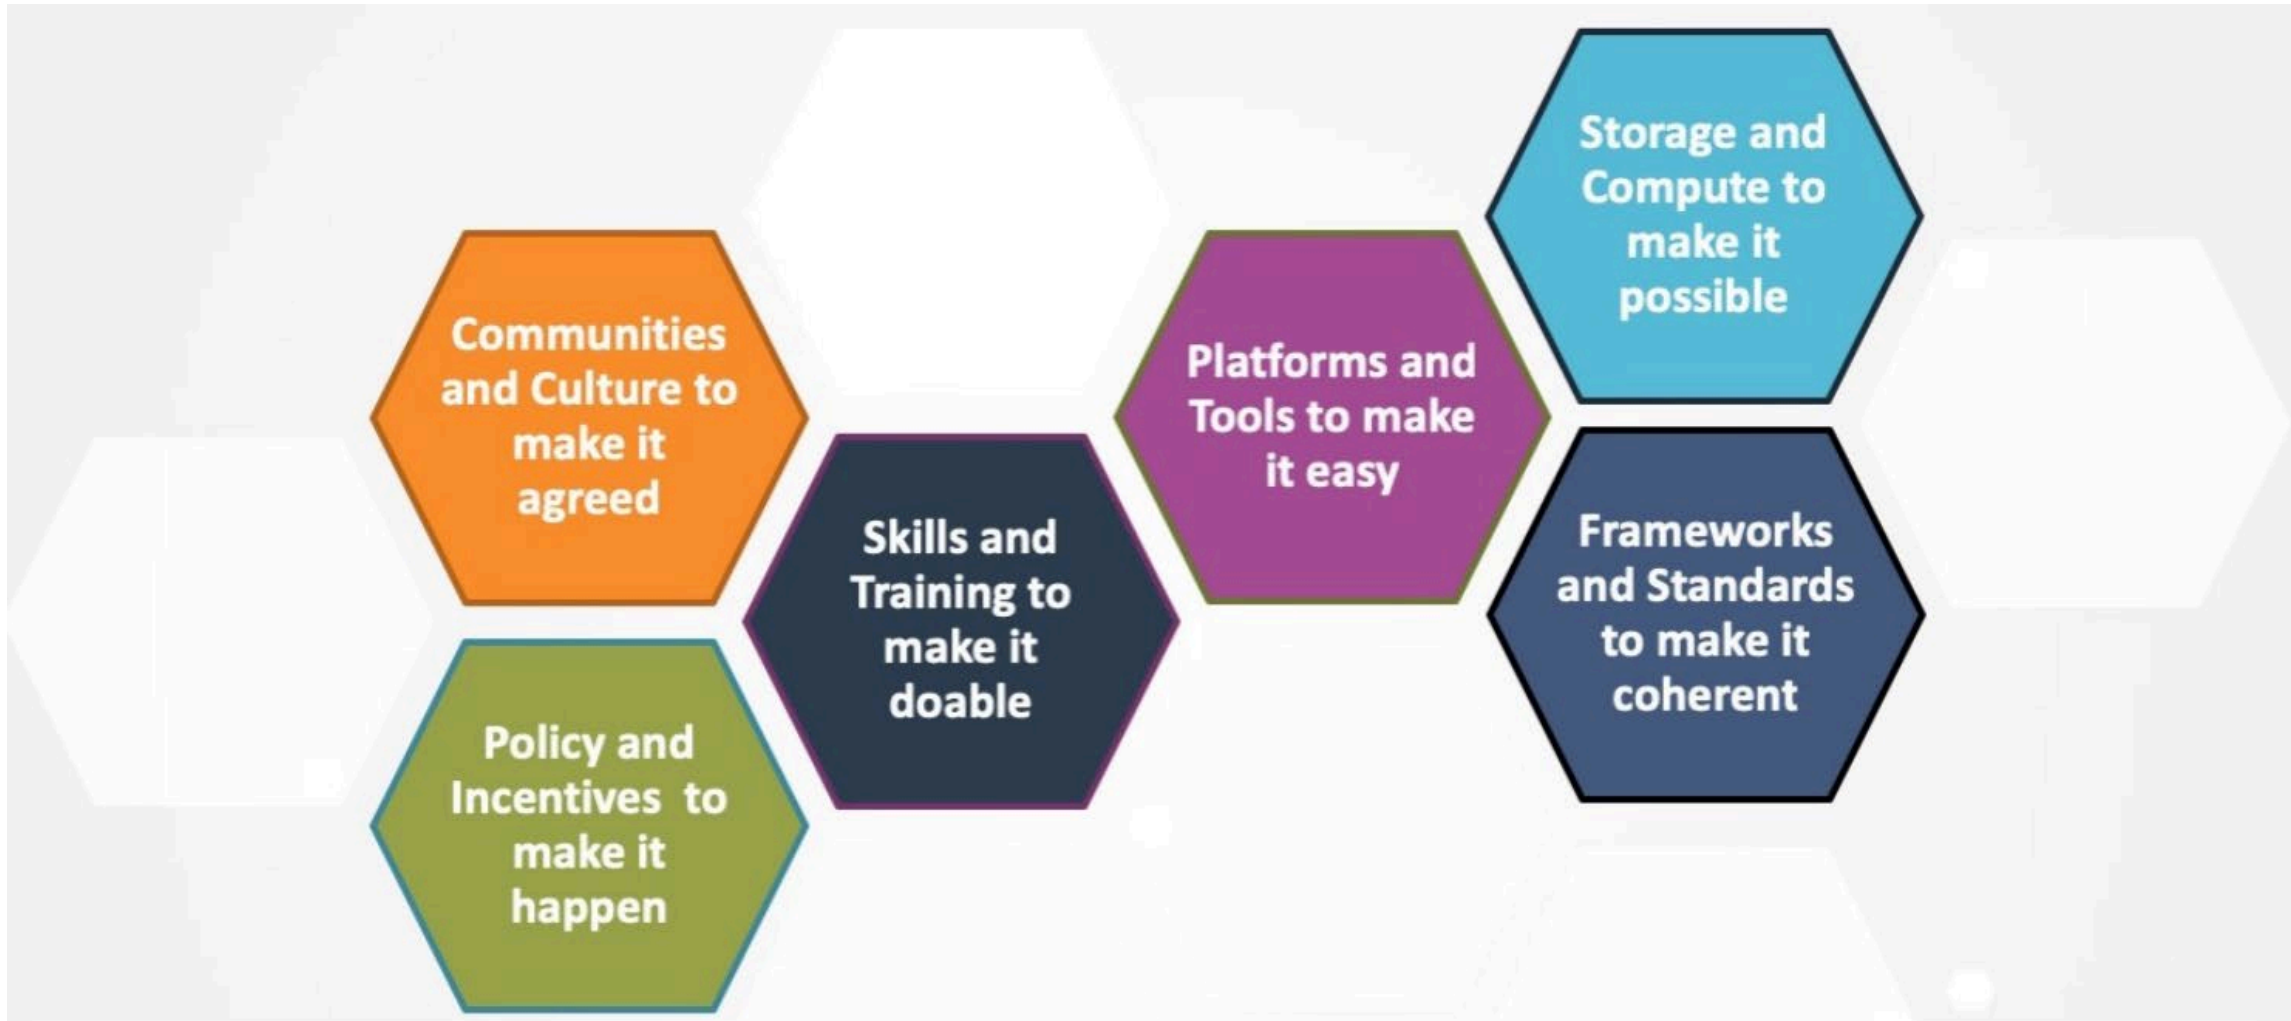 Communities
and Culture to
make it
agreed
Policy and
Incentives  to
make it
happen
Skills and
Training to
make it
doable
Platforms and
Tools to make
it easy
Storage and
Compute to
make it
possible
Frameworks
and Standards
to make it
coherent